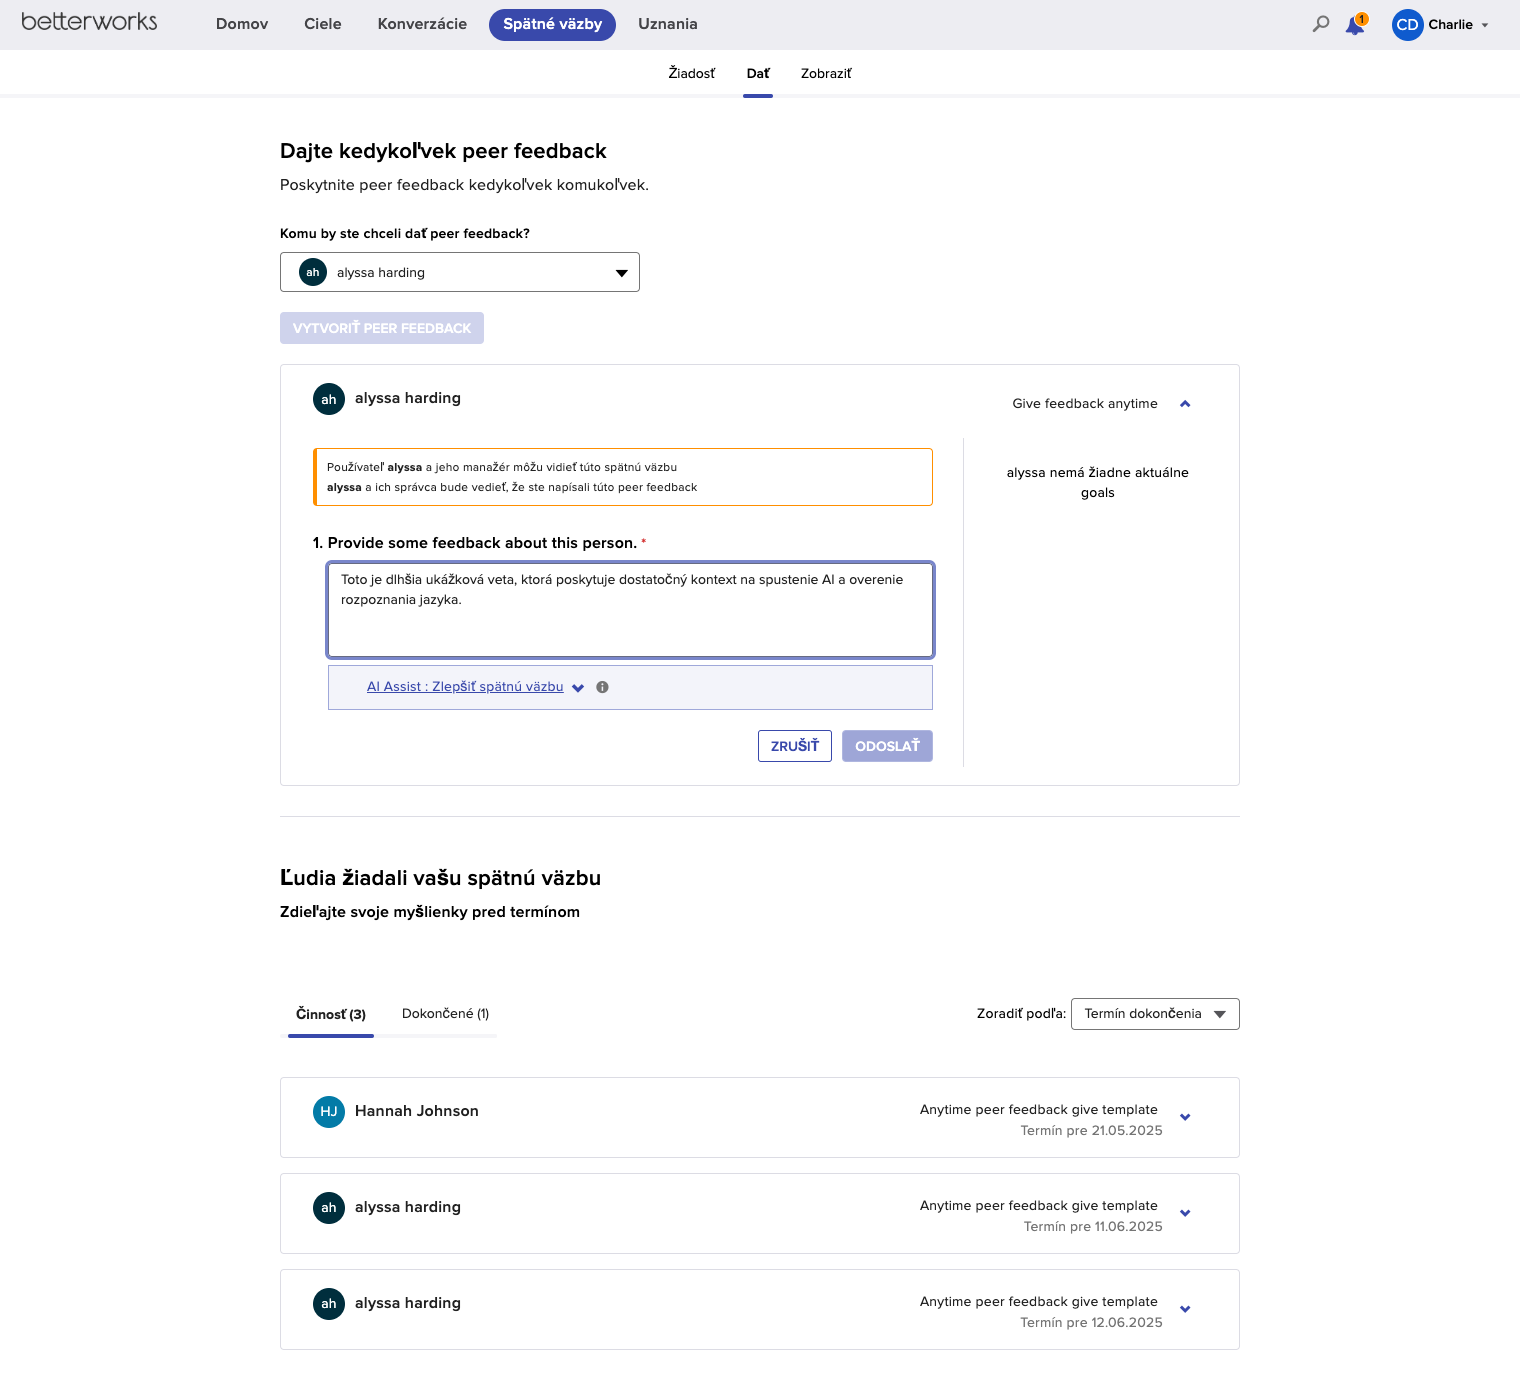 betterworks
Domov Ciele Konverzácie Spätné väzby Uznania
1 CD Charlie
Žiadosť Dať Zobraziť
Dajte kedykoľvek peer feedback
Poskytnite peer feedback kedykoľvek komukoľvek.
Komu by ste chceli dať peer feedback?
ah alyssa harding
VYTVORIŤ PEER FEEDBACK
ah alyssa harding
Give feedback anytime
Používateľ alyssa a jeho manažér môžu vidieť túto spätnú väzbu
alyssa a ich správca bude vedieť, že ste napísali túto peer feedback
alyssa nemá žiadne aktuálne
goals
1. Provide some feedback about this person. *
Toto je dlhšia ukážková veta, ktorá poskytuje dostatočný kontext na spustenie AI a overenie
rozpoznania jazyka.
AI Assist : Zlepšiť spätnú väzbu
ZRUŠIŤ ODOSLAŤ
Ľudia žiadali vašu spätnú väzbu
Zdieľajte svoje myšlienky pred termínom
Činnosť (3) Dokončené (1)
Zoradiť podľa: Termín dokončenia
HJ Hannah Johnson
Anytime peer feedback give template
Termín pre 21.05.2025
ah alyssa harding
Anytime peer feedback give template
Termín pre 11.06.2025
ah alyssa harding
Anytime peer feedback give template
Termín pre 12.06.2025